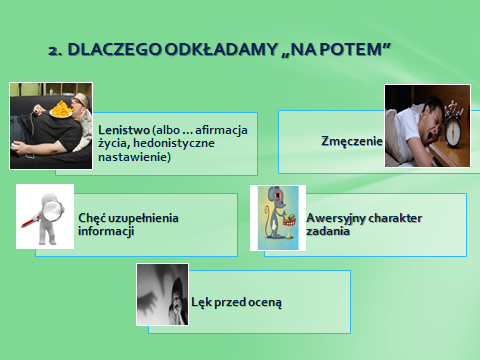 2. DLACZEGO ODKŁADAMY „NA POTEM”
Lenistwo (albo ... afirmacja
życia, hedonistyczne
nastawienie)
Zmęczenie
Chęć uzupełnienia
informacji
Awersyjny charakter
zadania
Lęk przed oceną